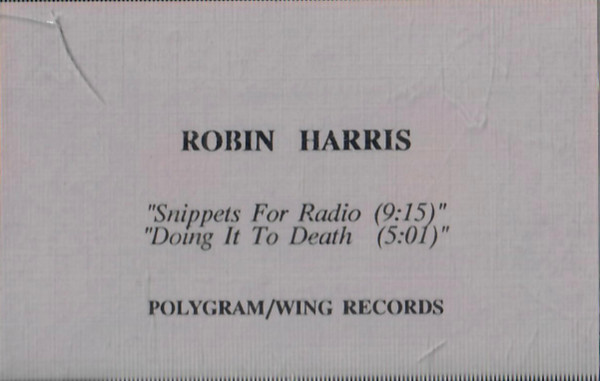 ROBIN HARRIS
"Snippets For Radio (9:15)"
"Doing It To Death (5:01)"
POLYGRAM/WING RECORDS